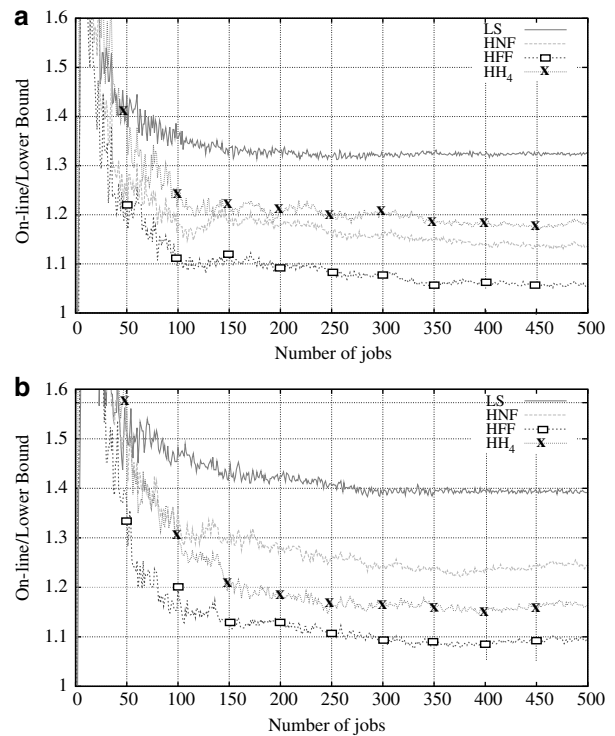 a
1.6
1.5
1.4
1.3
1.2
1.1
1
On-line/Lower Bound
LS
HNF
HFF
HH4 X
X X X X X X X X X X
50 100 150 200 250 300 350 400 450 500
Number of jobs
b
1.6
1.5
1.4
1.3
1.2
1.1
1
On-line/Lower Bound
LS
HNF
HFF
HH4 X
X X X X X X X X X
50 100 150 200 250 300 350 400 450 500
Number of jobs